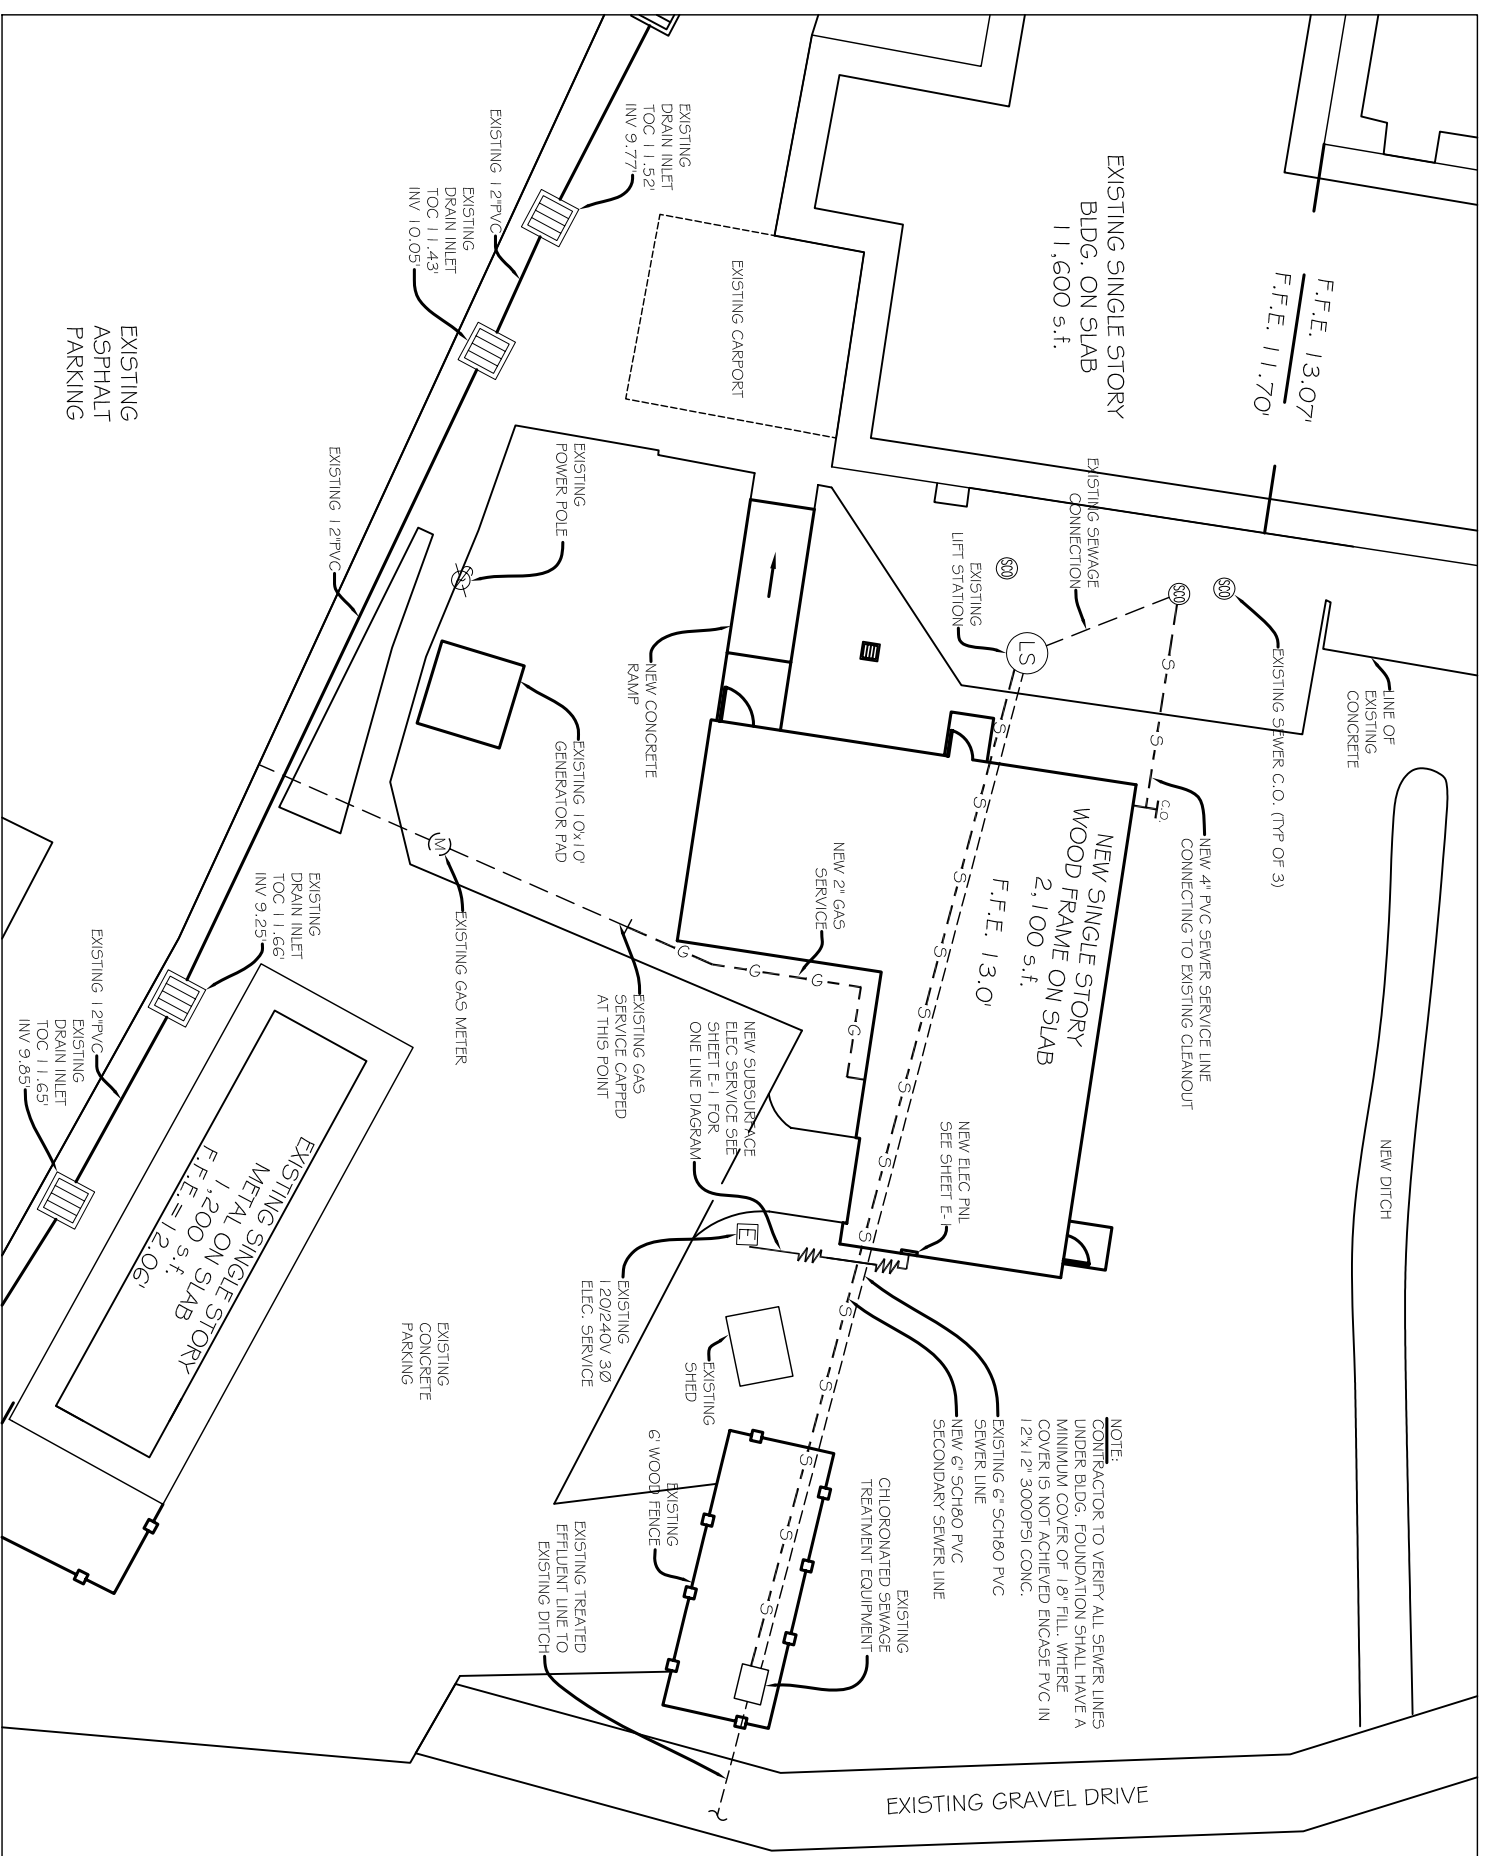 F.F.E. 13.07'
F.F.E. 11.70'
EXISTING SINGLE STORY
BLDG. ON SLAB
11,600 s.f.
EXISTING
DRAIN INLET
TOC 11.52'
INV 9.77'
EXISTING 12"PVC
EXISTING
DRAIN INLET
TOC 11.43'
INV 10.05'
EXISTING CARPORT
EXISTING
ASPHALT
PARKING
LINE OF
EXISTING
CONCRETE
EXISTING SEWER C.O. (TYP OF 3)
SCO
SCO
SCO
EXISTING SEWAGE
CONNECTION
EXISTING
LIFT STATION
LS
EXISTING
POWER POLE
EXISTING 12"PVC
NEW CONCRETE
RAMP
EXISTING 10'x10'
GENERATOR PAD
C.O.
NEW 4" PVC SEWER SERVICE LINE
CONNECTING TO EXISTING CLEANOUT
S
S
S
NEW SINGLE STORY
WOOD FRAME ON SLAB
2,100 s.f.
F.F.E. 13.0'
NEW 2" GAS
SERVICE
G
G
G
G
M
EXISTING GAS METER
EXISTING GAS
SERVICE CAPPED
AT THIS POINT
NEW SUBSURFACE
ELEC SERVICE SEE
SHEET E-1 FOR
ONE LINE DIAGRAM
NEW ELEC PNL
SEE SHEET E-1
NEW DITCH
EXISTING
DRAIN INLET
TOC 11.66'
INV 9.25'
EXISTING 12"PVC
EXISTING
DRAIN INLET
TOC 11.65'
INV 9.85'
EXISTING SINGLE STORY
METAL ON SLAB
1,200 s.f.
F.F.E.=12.06'
E
EXISTING
120/240V 3Ø
ELEC. SERVICE
EXISTING
SHED
EXISTING
CONCRETE
PARKING
S
S
S
S
S
S
S
S
S
S
S
S
NOTE:
CONTRACTOR TO VERIFY ALL SEWER LINES
UNDER BLDG. FOUNDATION SHALL HAVE A
MINIMUM COVER OF 18" FILL. WHERE
COVER IS NOT ACHIEVED ENCASE PVC IN
12"x12" 3000PSI CONC.
EXISTING 6" SCH80 PVC
SEWER LINE
NEW 6" SCH80 PVC
SECONDARY SEWER LINE
EXISTING
CHLORONATED SEWAGE
TREATMENT EQUIPMENT
EXISTING
6' WOOD FENCE
EXISTING TREATED
EFFLUENT LINE TO
EXISTING DITCH
EXISTING GRAVEL DRIVE